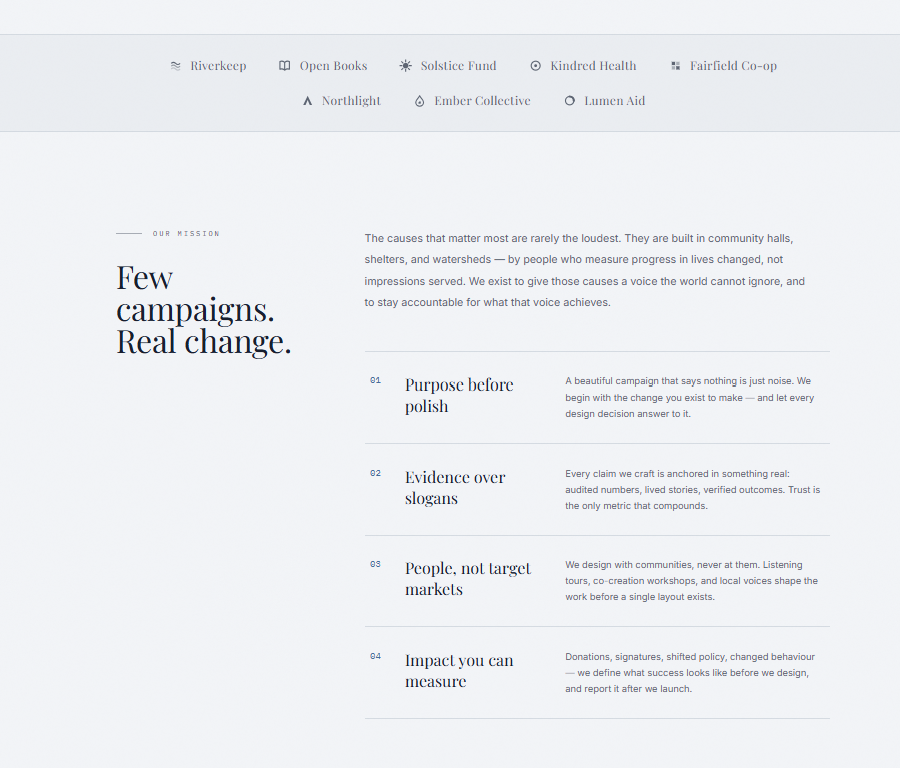 Riverkeep Open Books Solstice Fund Kindred Health Fairfield Co-op
Northlight Ember Collective Lumen Aid
OUR MISSION
Few
campaigns.
Real change.
The causes that matter most are rarely the loudest. They are built in community halls,
shelters, and watersheds — by people who measure progress in lives changed, not
impressions served. We exist to give those causes a voice the world cannot ignore, and
to stay accountable for what that voice achieves.
01
Purpose before
polish
A beautiful campaign that says nothing is just noise. We
begin with the change you exist to make — and let every
design decision answer to it.
02
Evidence over
slogans
Every claim we craft is anchored in something real:
audited numbers, lived stories, verified outcomes. Trust is
the only metric that compounds.
03
People, not target
markets
We design with communities, never at them. Listening
tours, co-creation workshops, and local voices shape the
work before a single layout exists.
04
Impact you can
measure
Donations, signatures, shifted policy, changed behaviour
— we define what success looks like before we design,
and report it after we launch.